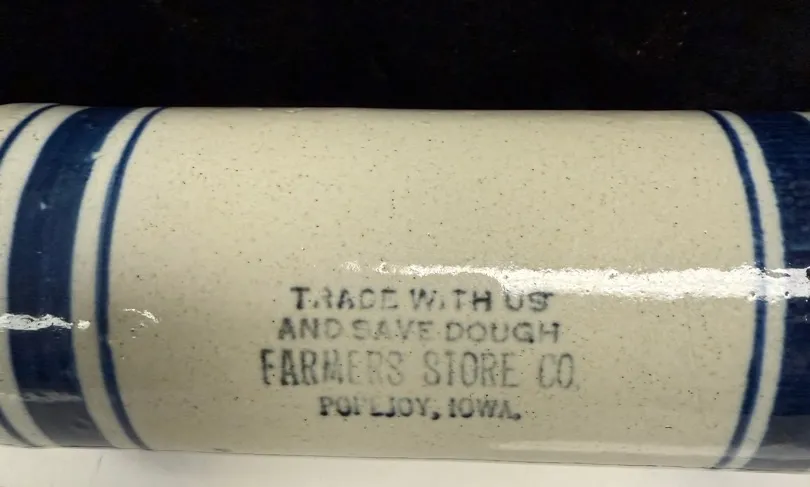 TRADE WITH US
AND SAVE DOUGH
FARMERS STORE CO.
POPEJOY, IOWA.